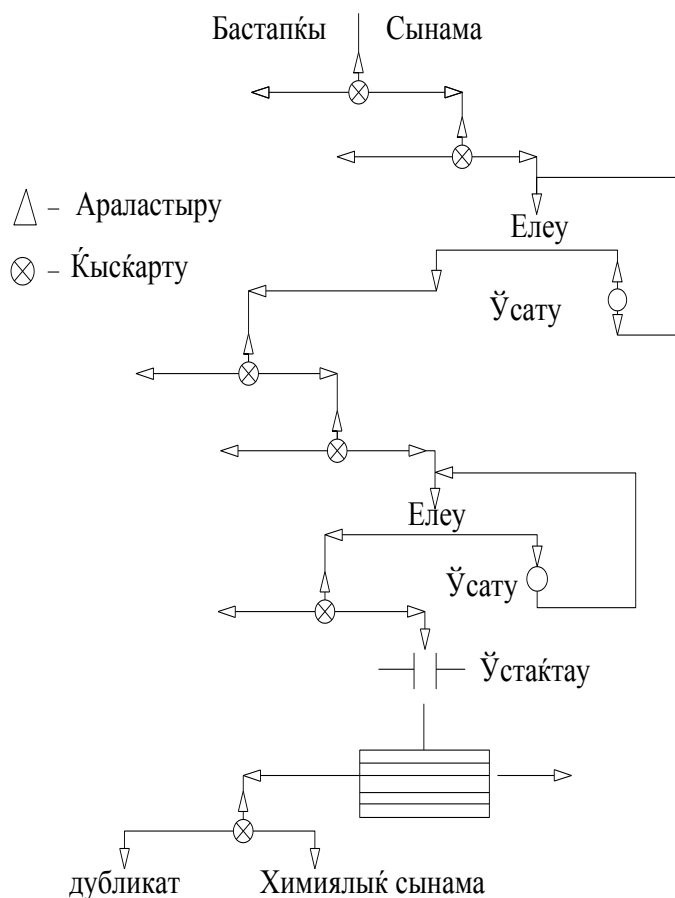 Бастапќы Сынама
– Араластыру
– Ќысќарту
Елеу
Ўсату
Елеу
Ўсату
Ўстаќтау
дубликат Химиялыќ сынама